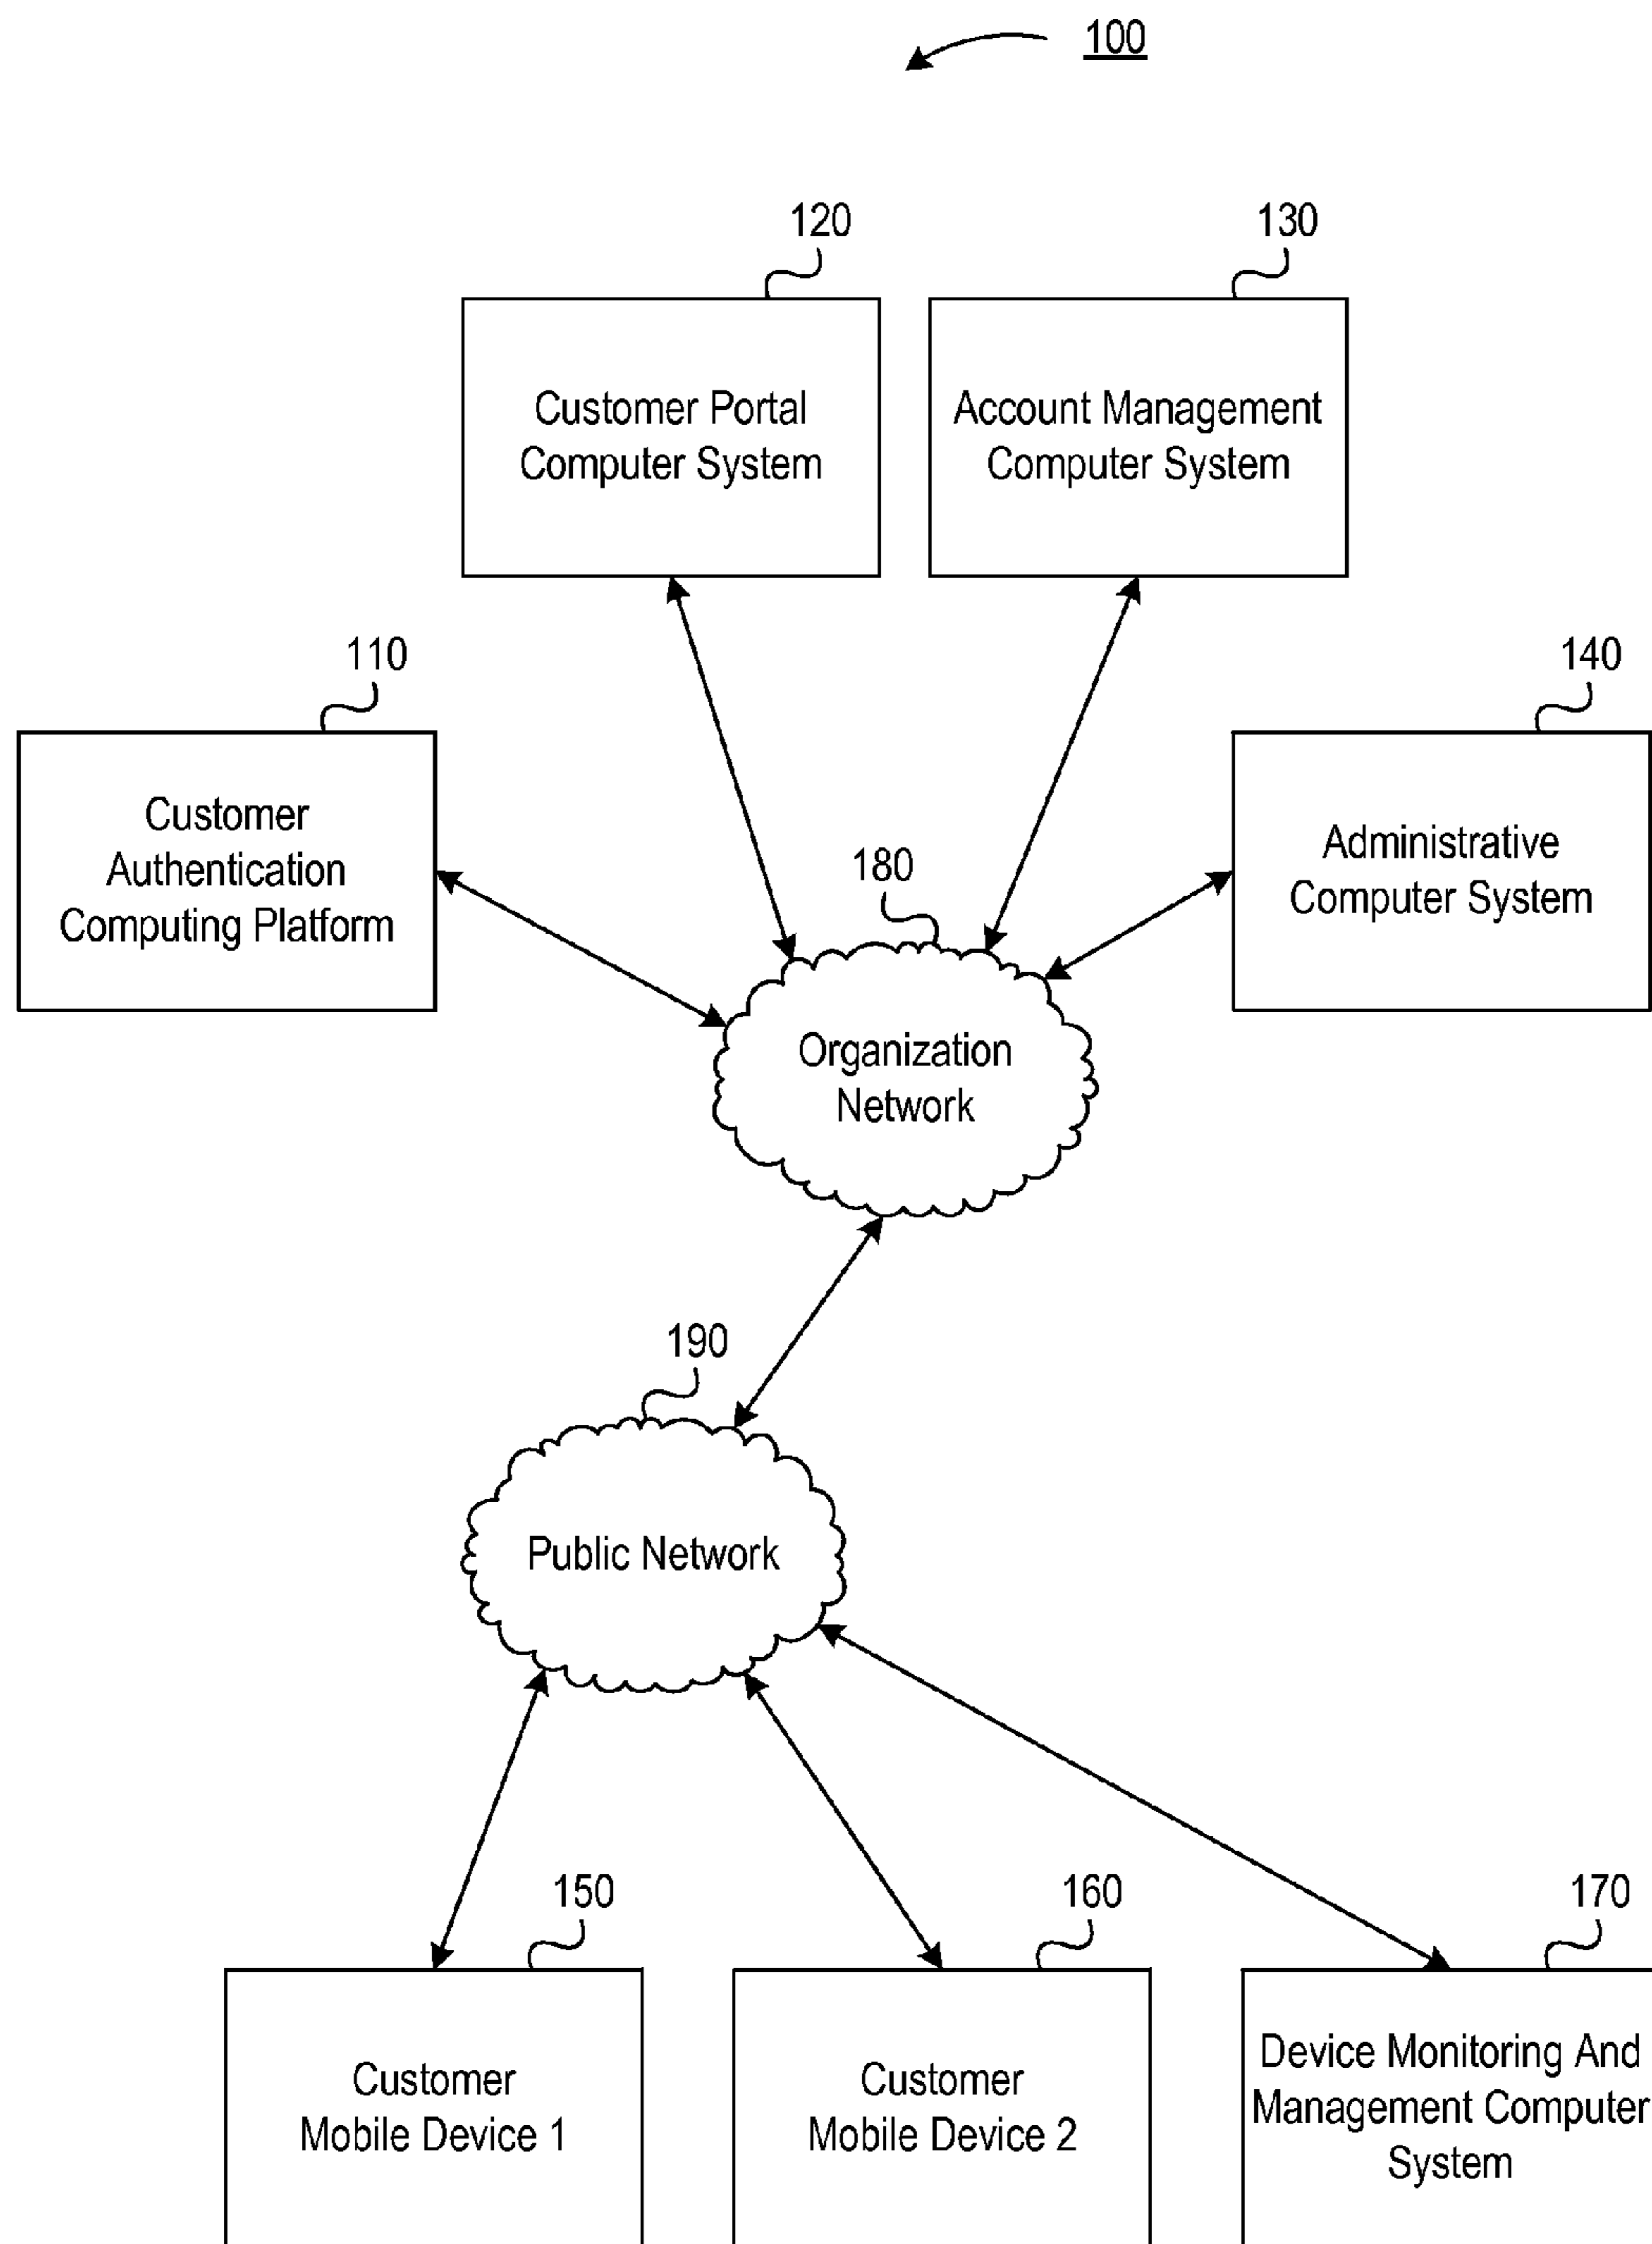 100
120
130
Customer Portal
Computer System
Account Management
Computer System
110
140
Customer
Authentication
Computing Platform
Administrative
Computer System
180
Organization
Network
190
Public Network
150
160
170
Customer
Mobile Device 1
Customer
Mobile Device 2
Device Monitoring And
Management Computer
System